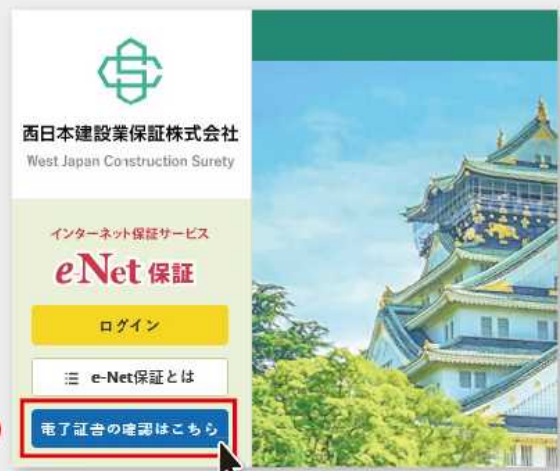 西日本建設業保証株式会社
West Japan Construction Surety
インターネット保証サービス
e-Net 保証
ログイン
e-Net保証とは
電子証書の確認はこちら